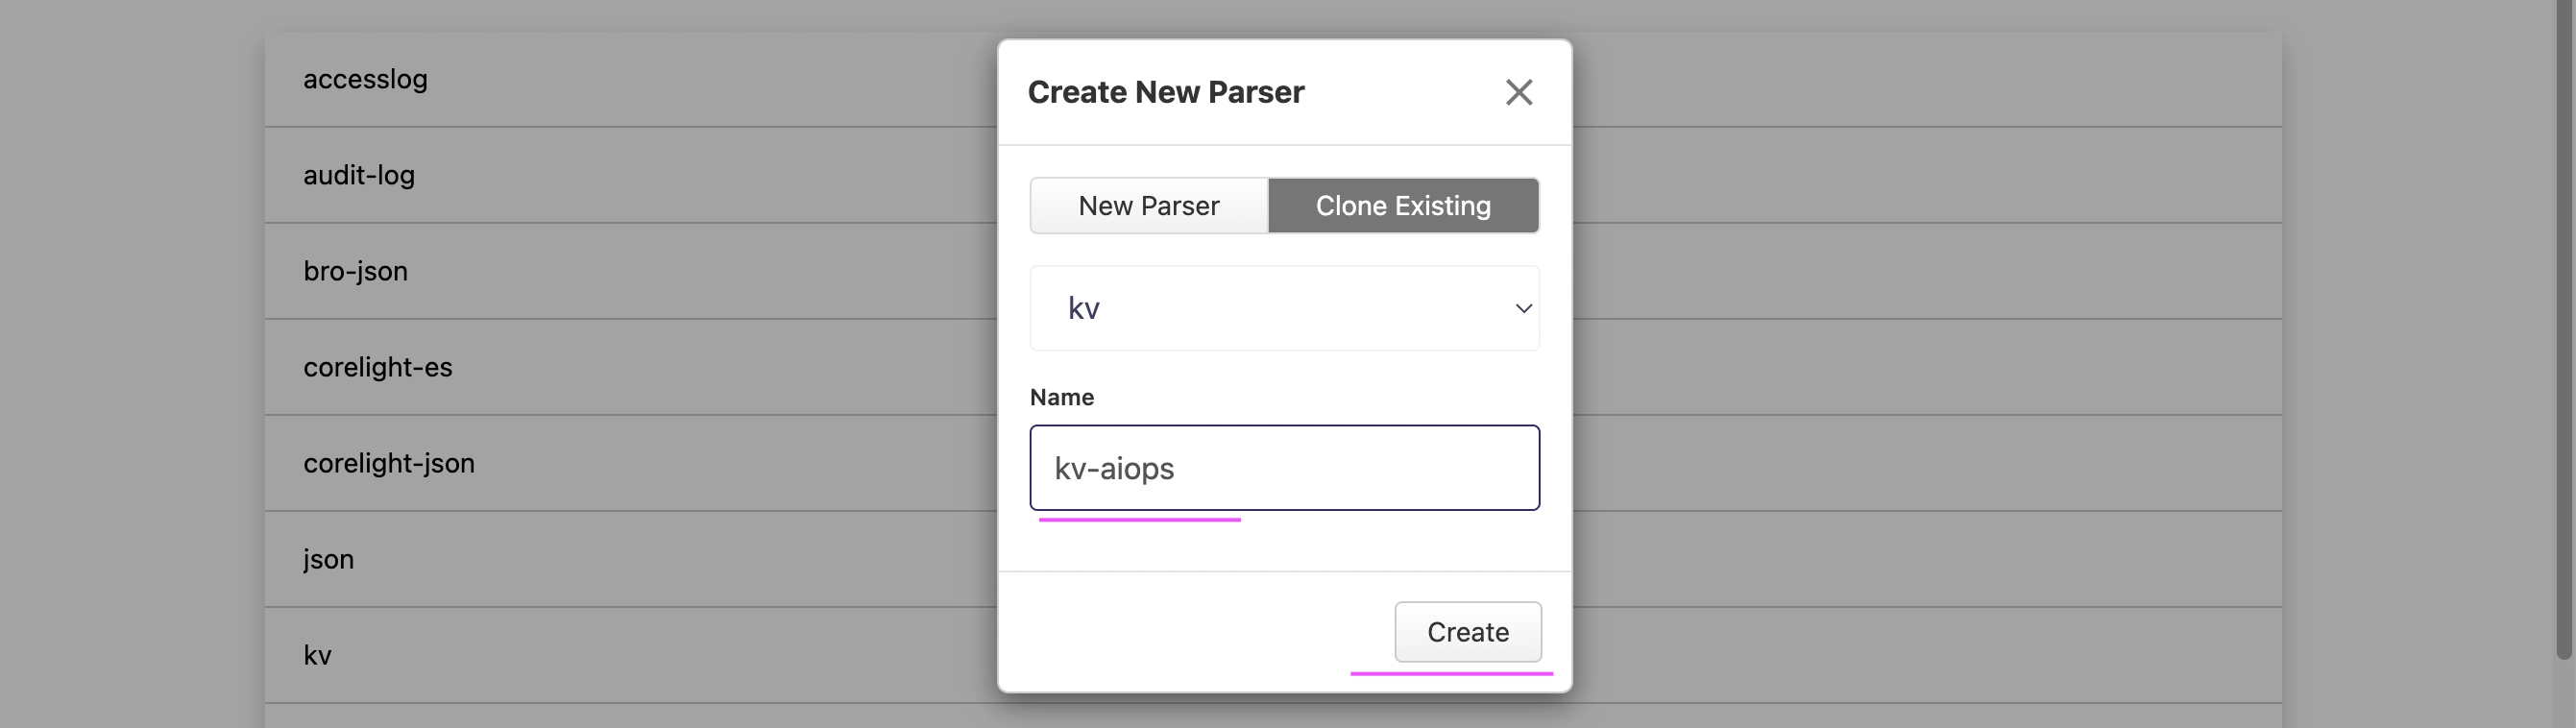 accesslog
audit-log
bro-json
corelight-es
corelight-json
json
kv
Create New Parser
New Parser
Clone Existing
kv
Name
kv-aiops
Create